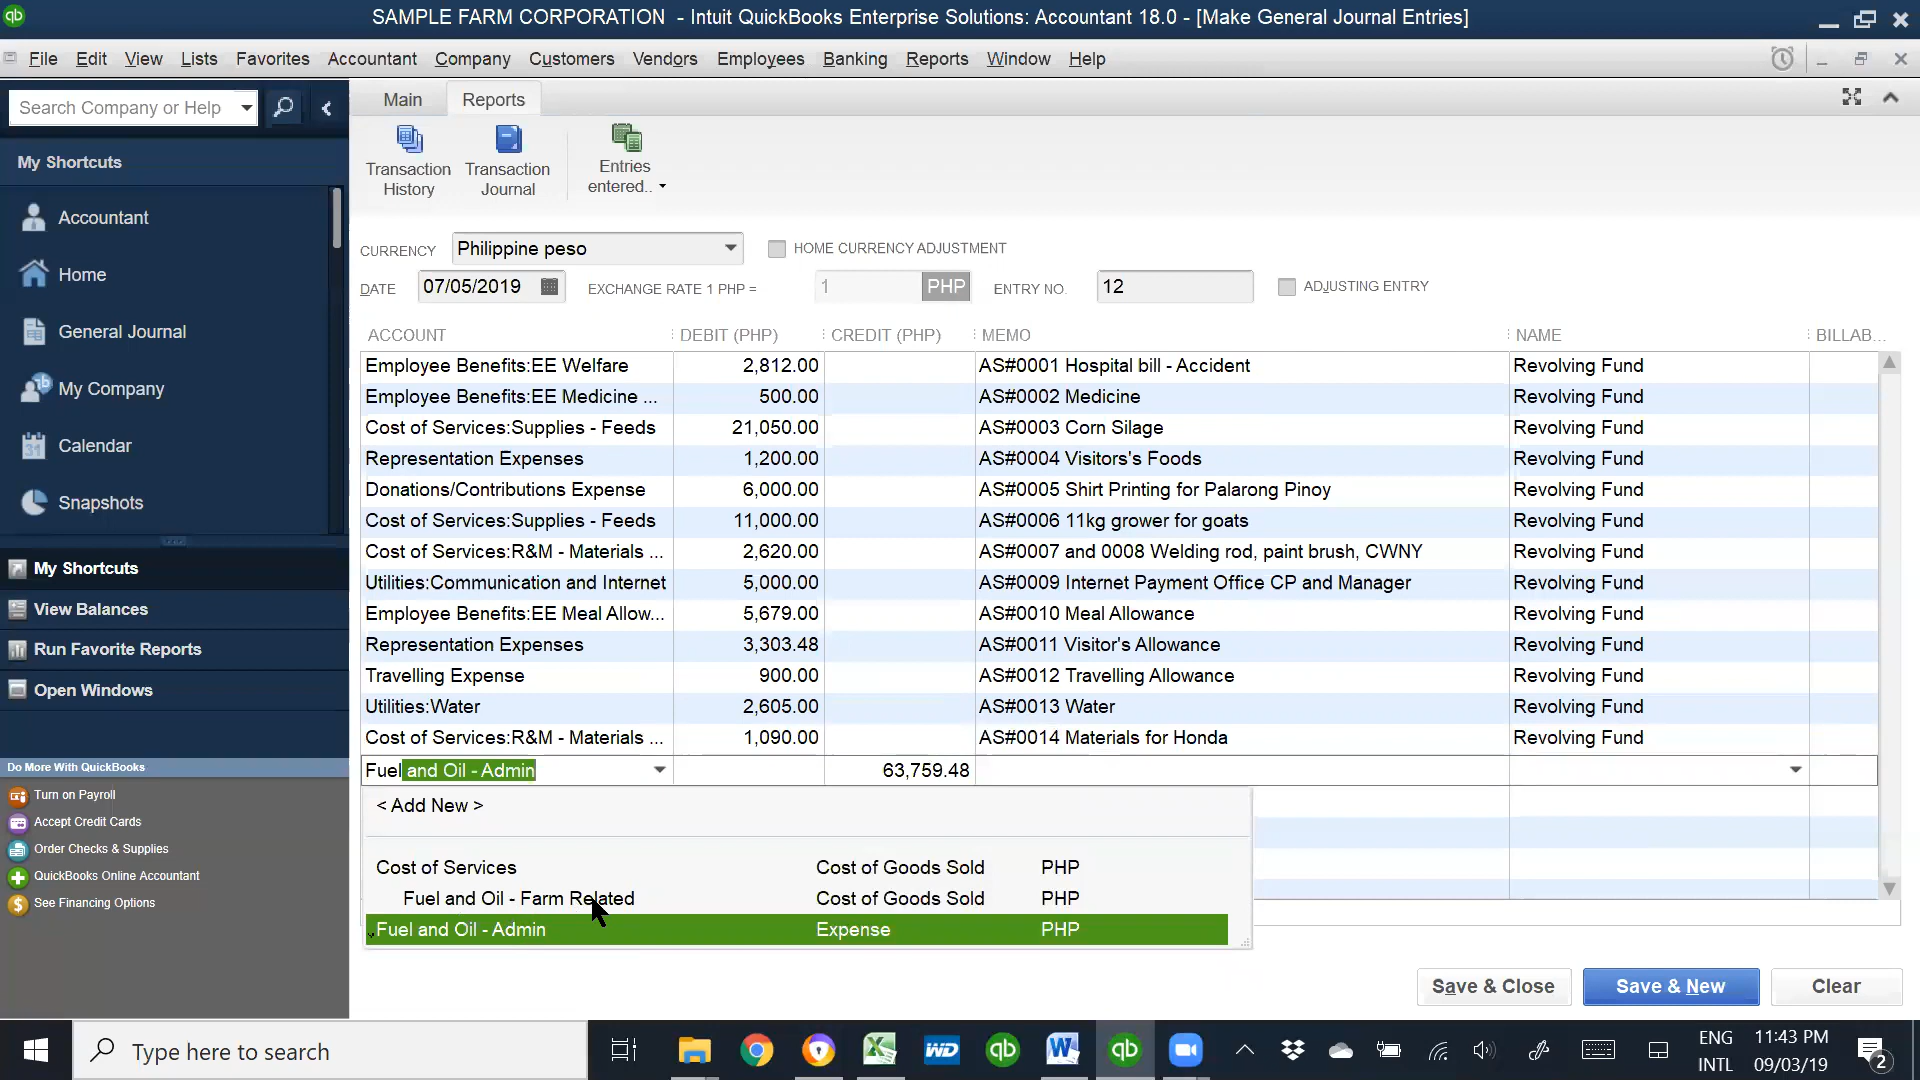 qb
SAMPLE FARM CORPORATION - Intuit QuickBooks Enterprise Solutions: Accountant 18.0 - [Make General Journal Entries]
File Edit View Lists Favorites Accountant Company Customers Vendors Employees Banking Reports Window Help
Search Company or Help
Main Reports
Transaction History
Transaction Journal
Entries entered..
My Shortcuts
Accountant
Home
General Journal
My Company
Calendar
31
Snapshots
My Shortcuts
View Balances
Run Favorite Reports
Open Windows
Do More With QuickBooks
Turn on Payroll
Accept Credit Cards
Order Checks & Supplies
QuickBooks Online Accountant
See Financing Options
CURRENCY Philippine peso HOME CURRENCY ADJUSTMENT
DATE 07/05/2019 EXCHANGE RATE 1 PHP = 1 PHP ENTRY NO. 12 ADJUSTING ENTRY
ACCOUNT DEBIT (PHP) CREDIT (PHP) MEMO NAME BILLAB...
Employee Benefits:EE Welfare 2,812.00 AS#0001 Hospital bill - Accident Revolving Fund
Employee Benefits:EE Medicine ... 500.00 AS#0002 Medicine Revolving Fund
Cost of Services:Supplies - Feeds 21,050.00 AS#0003 Corn Silage Revolving Fund
Representation Expenses 1,200.00 AS#0004 Visitors's Foods Revolving Fund
Donations/Contributions Expense 6,000.00 AS#0005 Shirt Printing for Palarong Pinoy Revolving Fund
Cost of Services:Supplies - Feeds 11,000.00 AS#0006 11kg grower for goats Revolving Fund
Cost of Services:R&M - Materials ... 2,620.00 AS#0007 and 0008 Welding rod, paint brush, CWNY Revolving Fund
Utilities:Communication and Internet 5,000.00 AS#0009 Internet Payment Office CP and Manager Revolving Fund
Employee Benefits:EE Meal Allow... 5,679.00 AS#0010 Meal Allowance Revolving Fund
Representation Expenses 3,303.48 AS#0011 Visitor's Allowance Revolving Fund
Travelling Expense 900.00 AS#0012 Travelling Allowance Revolving Fund
Utilities:Water 2,605.00 AS#0013 Water Revolving Fund
Cost of Services:R&M - Materials ... 1,090.00 AS#0014 Materials for Honda Revolving Fund
Fuel and Oil - Admin 63,759.48
< Add New >
Cost of Services Cost of Goods Sold PHP
Fuel and Oil - Farm Related Cost of Goods Sold PHP
Fuel and Oil - Admin Expense PHP
Save & Close Save & New Clear
Type here to search
WD
qb
W
qb
ENG
INTL
11:43 PM
09/03/19
2